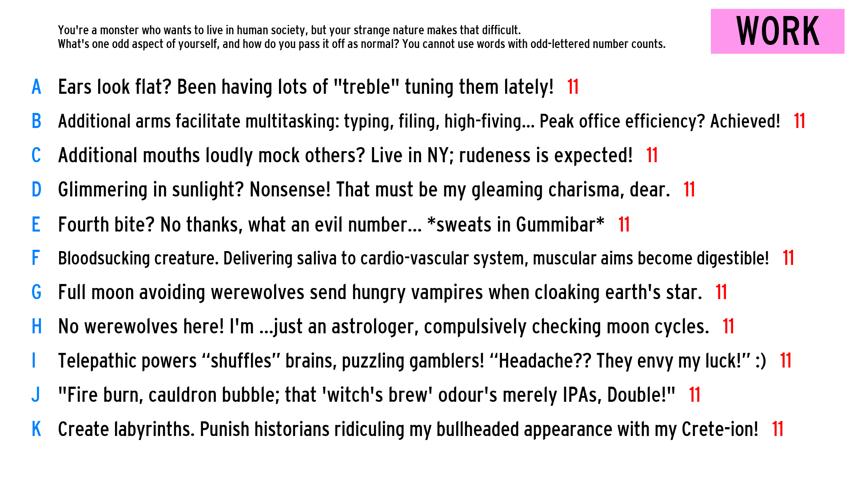 You're a monster who wants to live in human society, but your strange nature makes that difficult.
What's one odd aspect of yourself, and how do you pass it off as normal? You cannot use words with odd-lettered number counts.
WORK
A Ears look flat? Been having lots of "treble" tuning them lately! 11
B Additional arms facilitate multitasking: typing, filing, high-fiving... Peak office efficiency? Achieved! 11
C Additional mouths loudly mock others? Live in NY; rudeness is expected! 11
D Glimmering in sunlight? Nonsense! That must be my gleaming charisma, dear. 11
E Fourth bite? No thanks, what an evil number... *sweats in Gummibar* 11
F Bloodsucking creature. Delivering saliva to cardio-vascular system, muscular aims become digestible! 11
G Full moon avoiding werewolves send hungry vampires when cloaking earth's star. 11
H No werewolves here! I'm ...just an astrologer, compulsively checking moon cycles. 11
I Telepathic powers “shuffles” brains, puzzling gamblers! “Headache?? They envy my luck!” :) 11
J "Fire burn, cauldron bubble; that 'witch's brew' odour's merely IPAs, Double!" 11
K Create labyrinths. Punish historians ridiculing my bullheaded appearance with my Crete-ion! 11